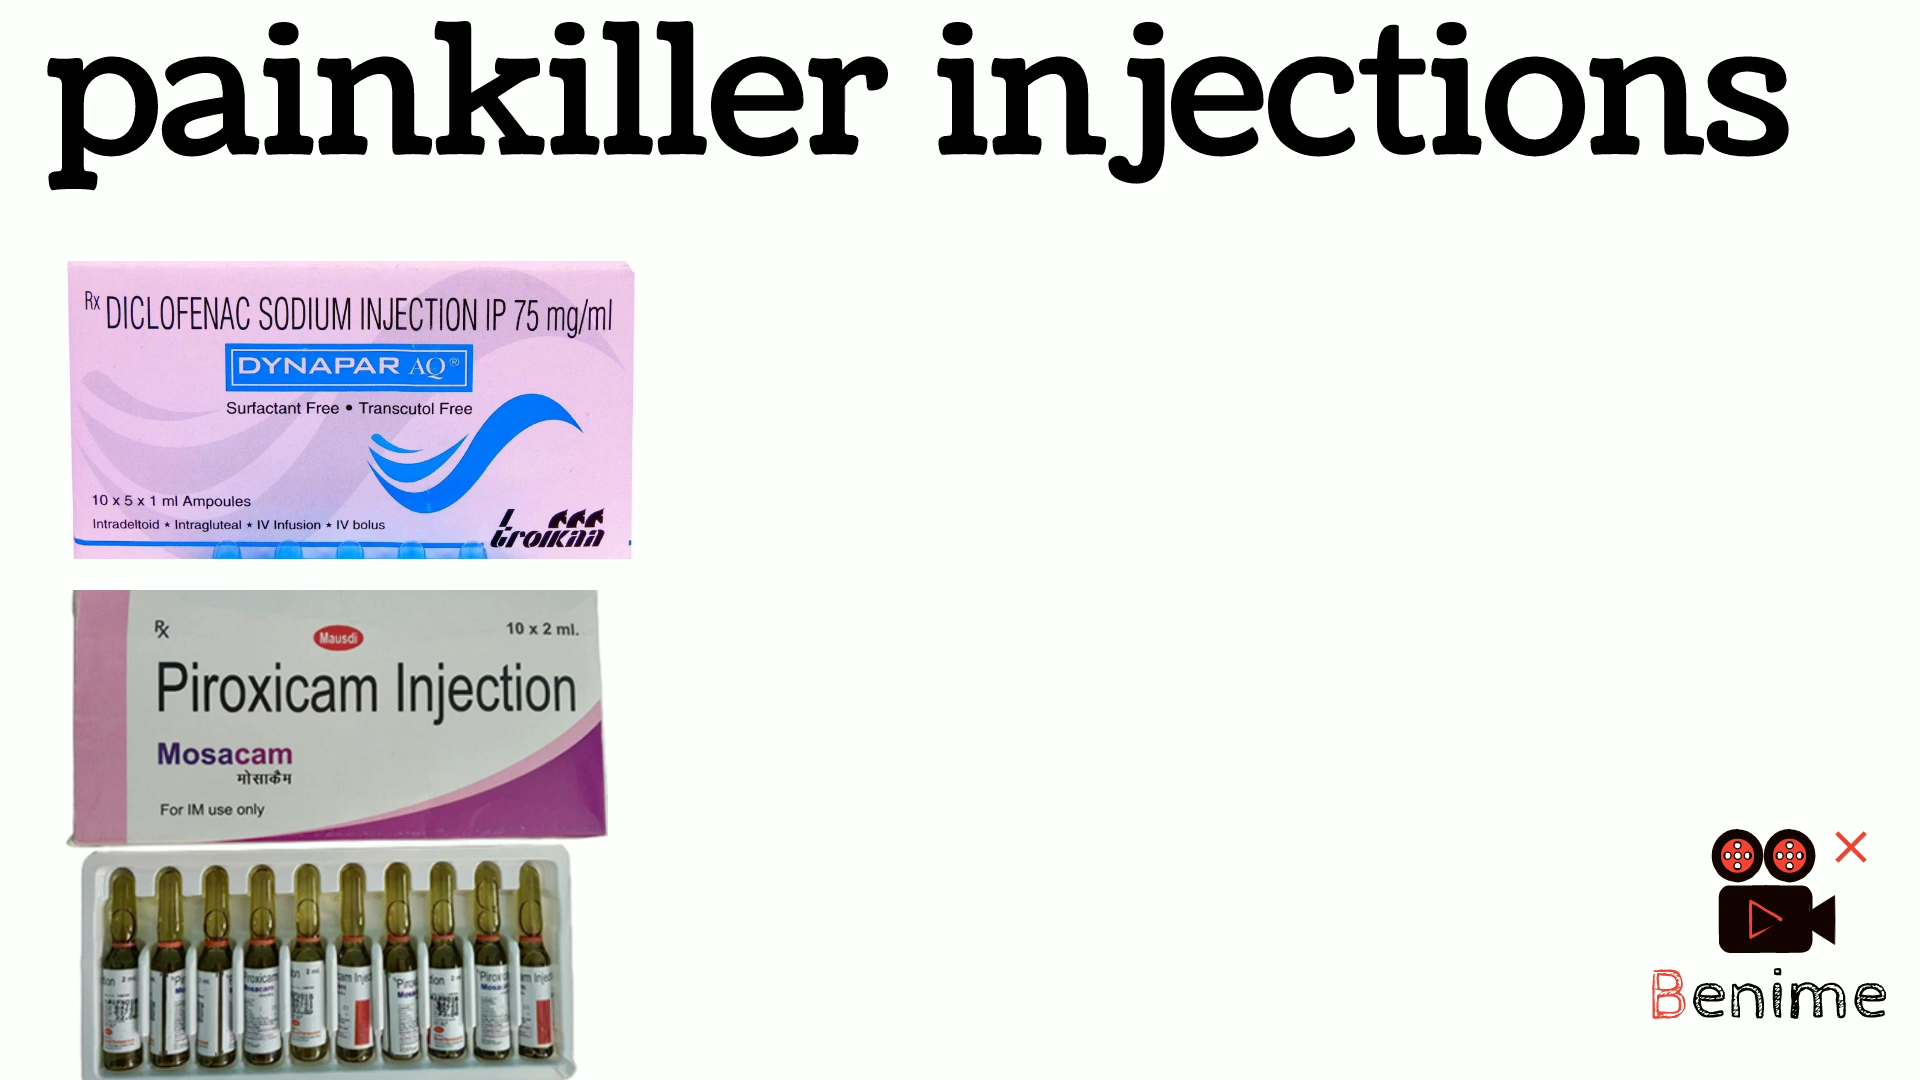 painkiller injections
Rx DICLOFENAC SODIUM INJECTION IP 75 mg/ml
DYNAPAR AQ®
Surfactant Free • Transcutol Free
10 x 5 x 1 ml Ampoules
Intradeltoid ⋆ Intragluteal ⋆ IV Infusion ⋆ IV bolus
troikaa
Rx Mausdi 10 x 2 ml.
Piroxicam Injection
Mosacam
मोसाकैम
For IM use only
Benime